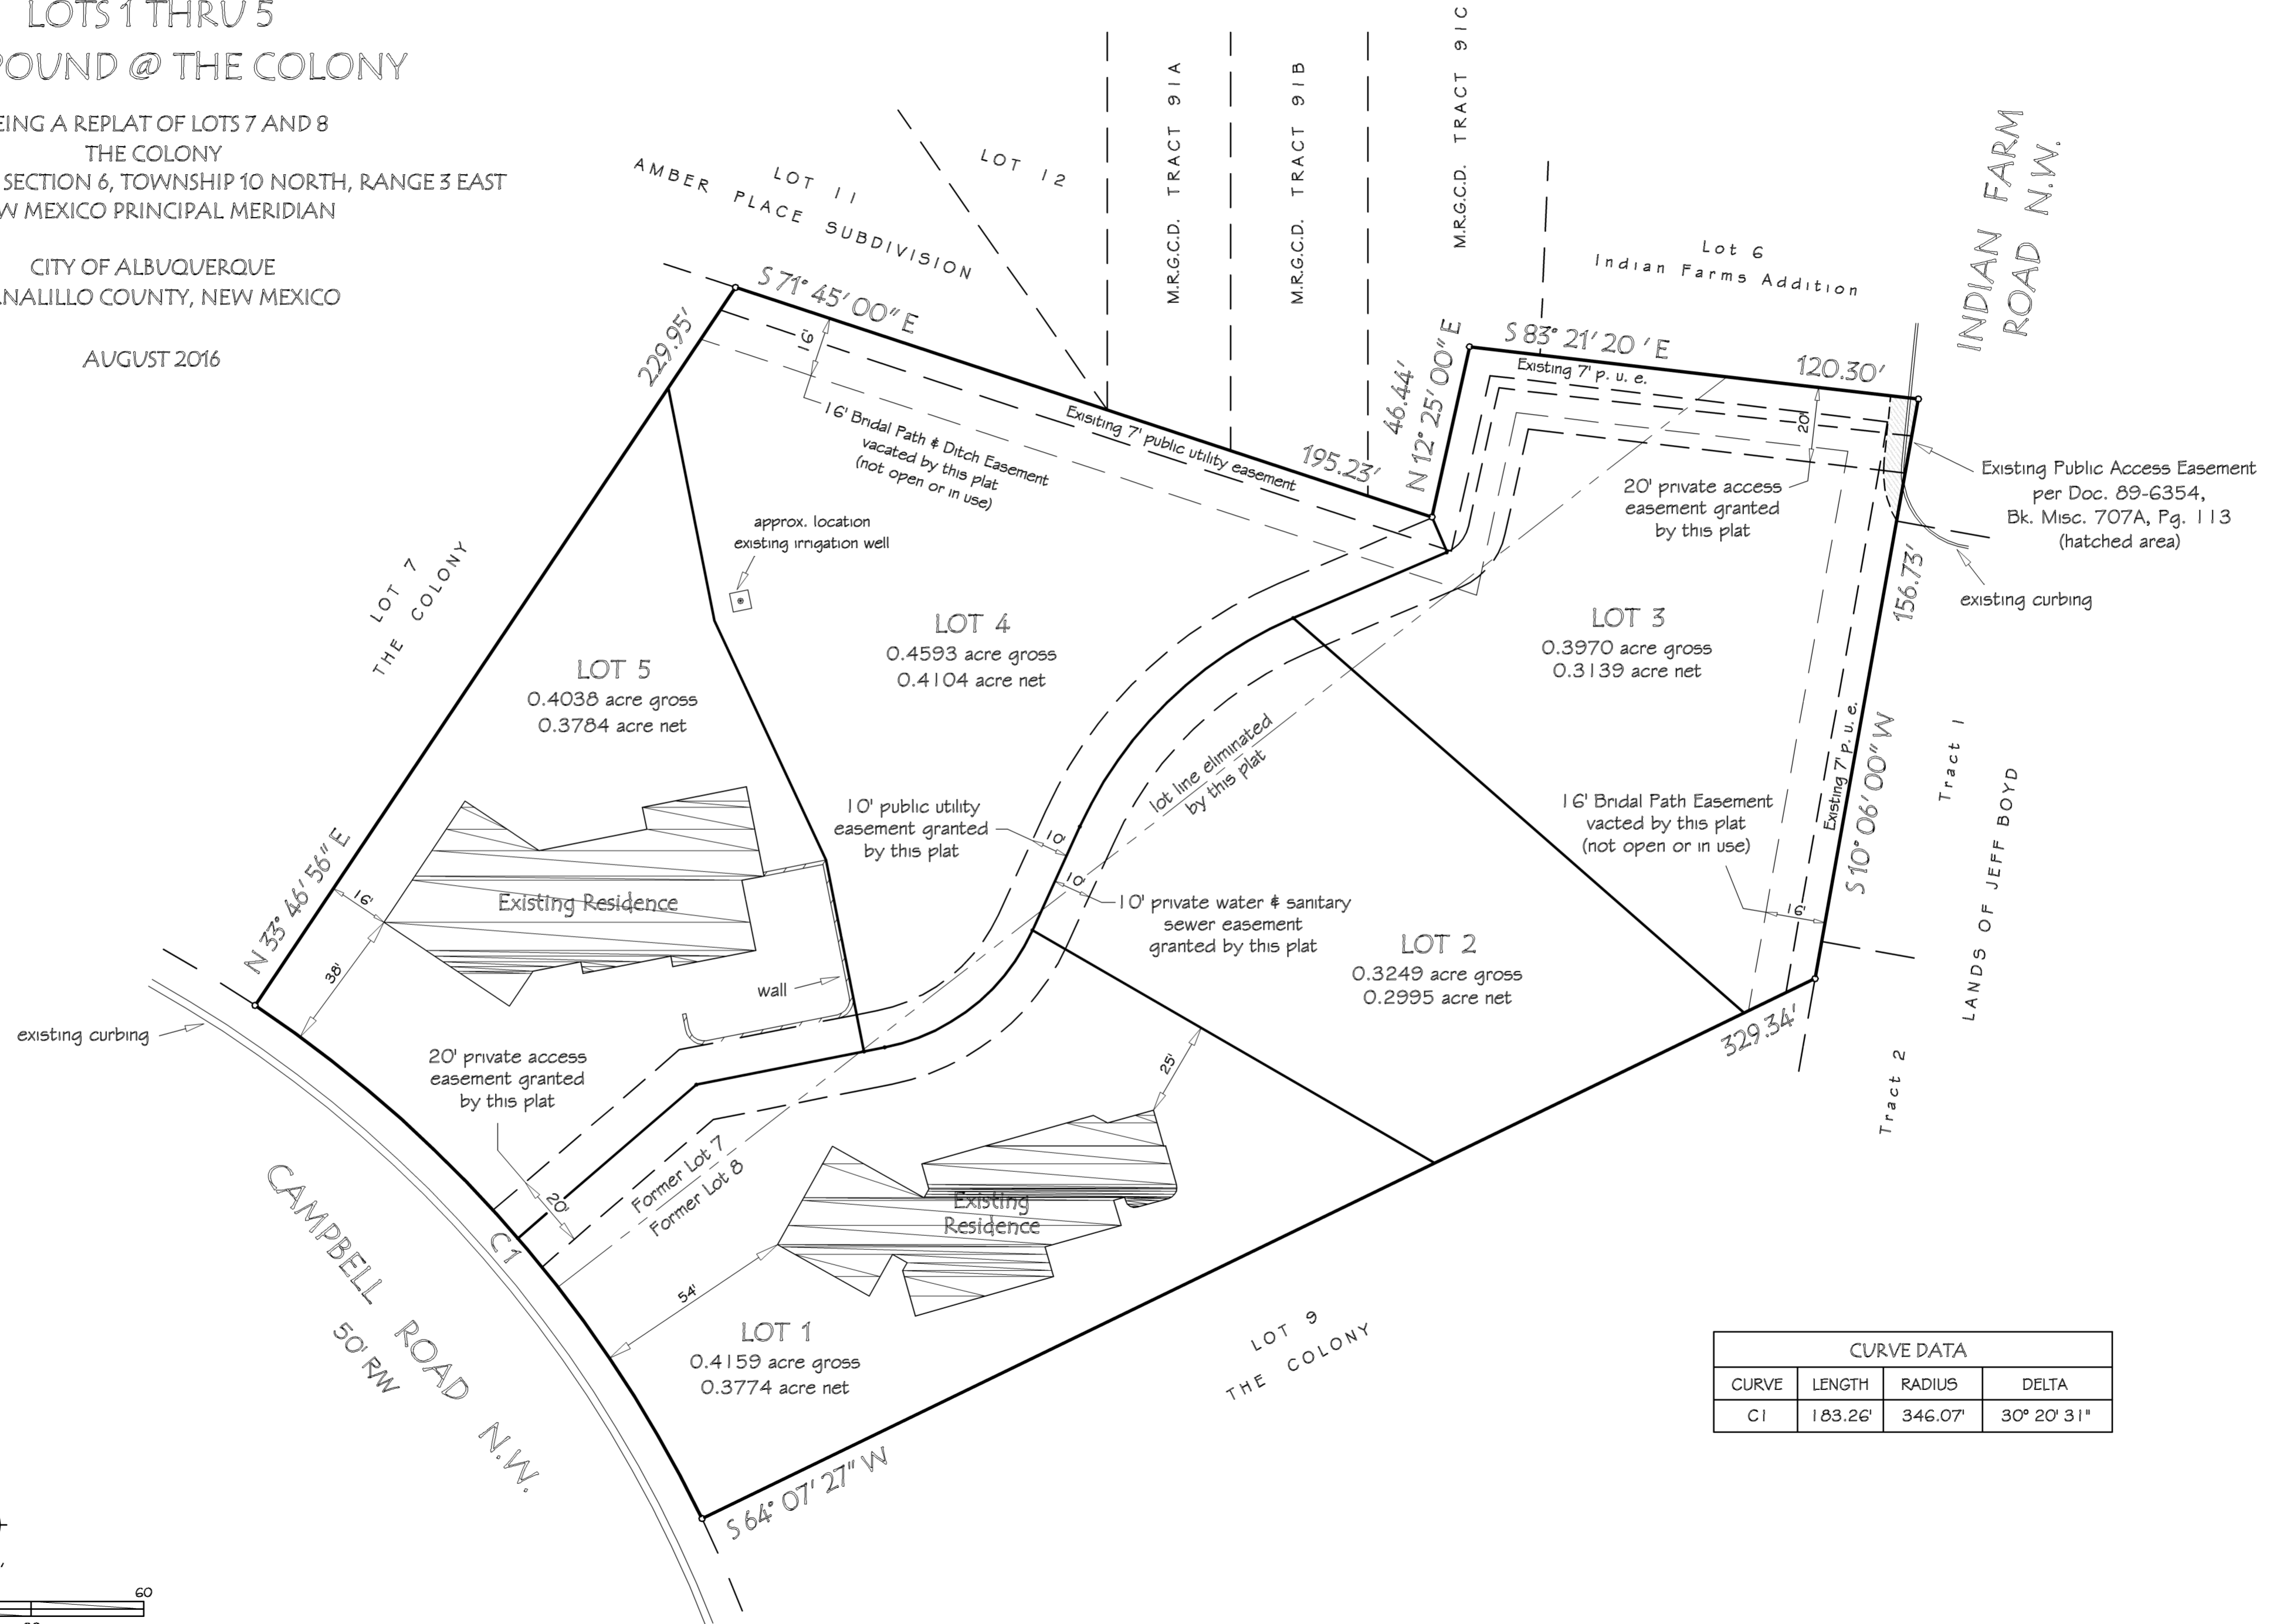 LOTS 1 THRU 5
POUND @ THE COLONY
EING A REPLAT OF LOTS 7 AND 8
THE COLONY
SECTION 6, TOWNSHIP 10 NORTH, RANGE 3 EAST
W MEXICO PRINCIPAL MERIDIAN
CITY OF ALBUQUERQUE
NALILLO COUNTY, NEW MEXICO
AUGUST 2016
LOT 11
AMBER PLACE SUBDIVISION
LOT 12
M.R.G.C.D. TRACT 91A
M.R.G.C.D. TRACT 91B
M.R.G.C.D. TRACT 91C
Lot 6
Indian Farms Addition
INDIAN FARM
ROAD N.W.
S 71° 45' 00" E
195.23'
229.95'
N 33° 46' 56" E
46.44'
N 12° 25' 00" E
S 83° 21' 20 ' E
120.30'
Existing 7' p. u. e.
20'
16'
16' Bridal Path & Ditch Easement
vacated by this plat
(not open or in use)
Exisiting 7' public utility easement
20' private access
easement granted
by this plat
Existing Public Access Easement
per Doc. 89-6354,
Bk. Misc. 707A, Pg. 113
(hatched area)
existing curbing
156.73'
S 10° 06' 00" W
Existing 7' p. u. e.
approx. location
existing irrigation well
LOT 7
THE COLONY
LOT 4
0.4593 acre gross
0.4104 acre net
LOT 3
0.3970 acre gross
0.3139 acre net
LOT 5
0.4038 acre gross
0.3784 acre net
Tract 1
LANDS OF JEFF BOYD
Tract 2
lot line eliminated
by this plat
10' public utility
easement granted
by this plat
10'
10'
16' Bridal Path Easement
vacted by this plat
(not open or in use)
16'
Existing Residence
16'
38'
10' private water & sanitary
sewer easement
granted by this plat
LOT 2
0.3249 acre gross
0.2995 acre net
wall
existing curbing
329.34'
20' private access
easement granted
by this plat
20'
25'
Former Lot 7
Former Lot 8
Existing
Residence
C1
54'
CAMPBELL ROAD N.W.
50' R/W
LOT 1
0.4159 acre gross
0.3774 acre net
LOT 9
THE COLONY
S 64° 07' 27" W
CURVE DATA
CURVE LENGTH RADIUS DELTA
C1 183.26' 346.07' 30° 20' 31"
60